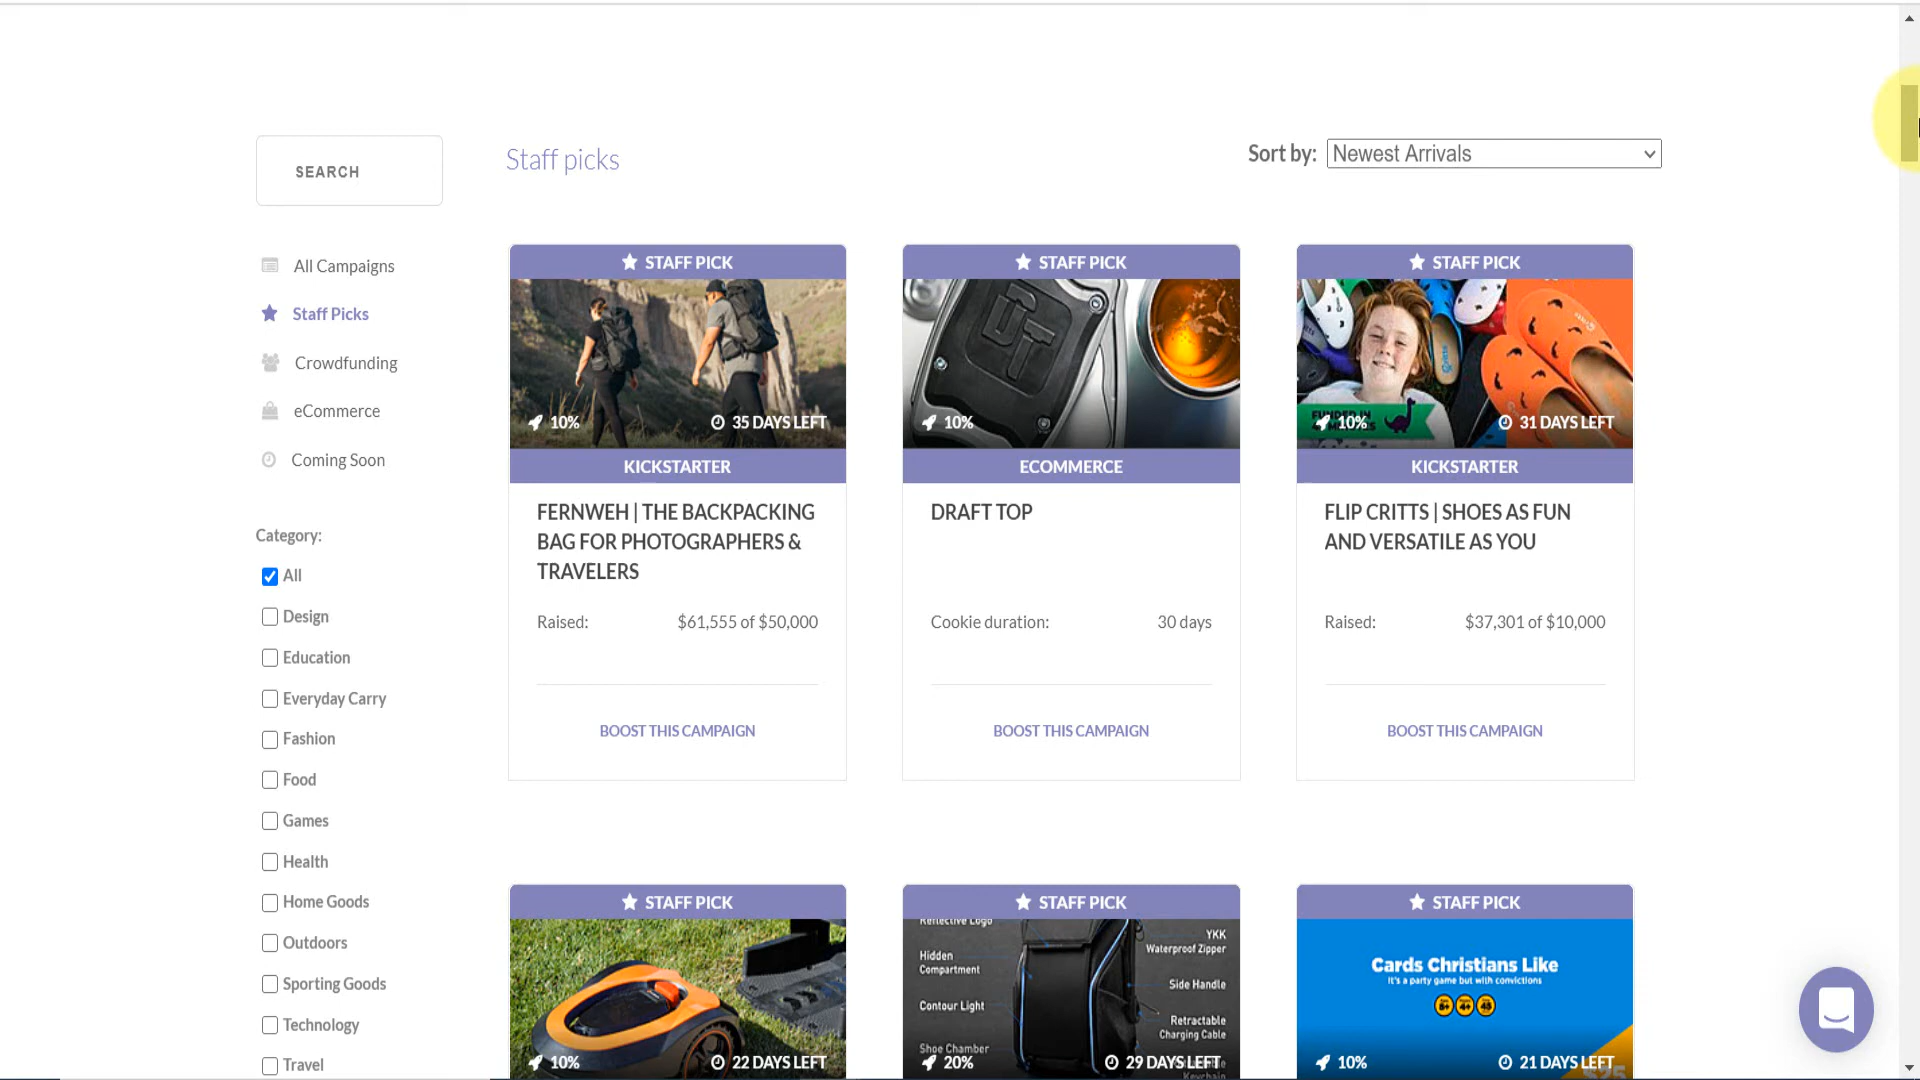 SEARCH
All Campaigns
Staff Picks
Crowdfunding
eCommerce
Coming Soon
Category:
All
Design
Education
Everyday Carry
Fashion
Food
Games
Health
Home Goods
Outdoors
Sporting Goods
Technology
Travel
Staff picks
Sort by: Newest Arrivals
STAFF PICK
10% 35 DAYS LEFT
KICKSTARTER
FERNWEH | THE BACKPACKING
BAG FOR PHOTOGRAPHERS &
TRAVELERS
Raised: $61,555 of $50,000
BOOST THIS CAMPAIGN
STAFF PICK
DT
10%
ECOMMERCE
DRAFT TOP
Cookie duration: 30 days
BOOST THIS CAMPAIGN
STAFF PICK
FUNDED IN
10% 31 DAYS LEFT
KICKSTARTER
FLIP CRITTS | SHOES AS FUN
AND VERSATILE AS YOU
Raised: $37,301 of $10,000
BOOST THIS CAMPAIGN
STAFF PICK
10% 22 DAYS LEFT
STAFF PICK
Reflective Logo
YKK
Waterproof Zipper
Hidden
Compartment
Side Handle
Contour Light
Retractable
Charging Cable
Shoe Chamber
20% 29 DAYS LEFT
STAFF PICK
Cards Christians Like
It's a party game but with convictions
10% 21 DAYS LEFT